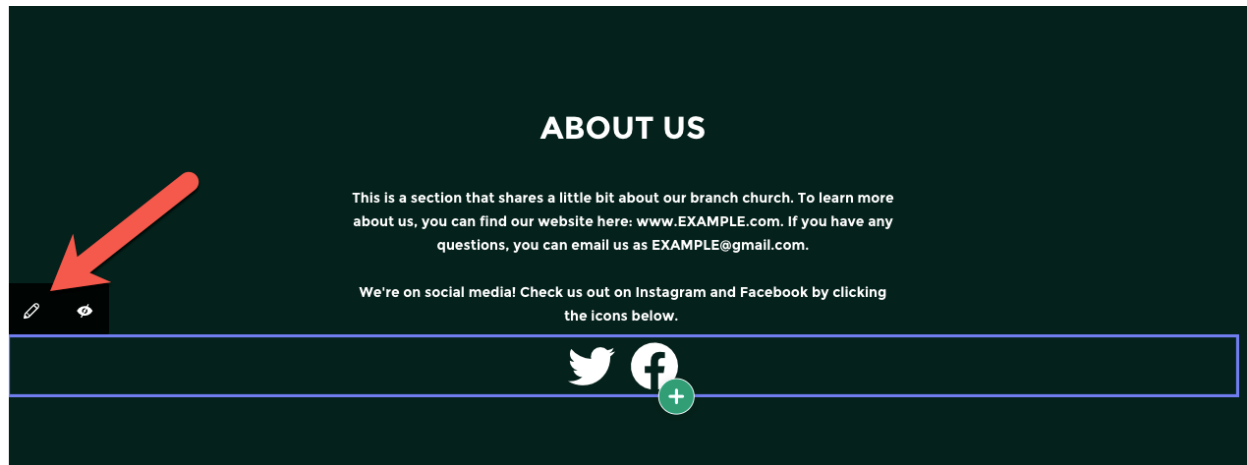 ABOUT US
This is a section that shares a little bit about our branch church. To learn more
about us, you can find our website here: www.EXAMPLE.com. If you have any
questions, you can email us as EXAMPLE@gmail.com.
We're on social media! Check us out on Instagram and Facebook by clicking
the icons below.